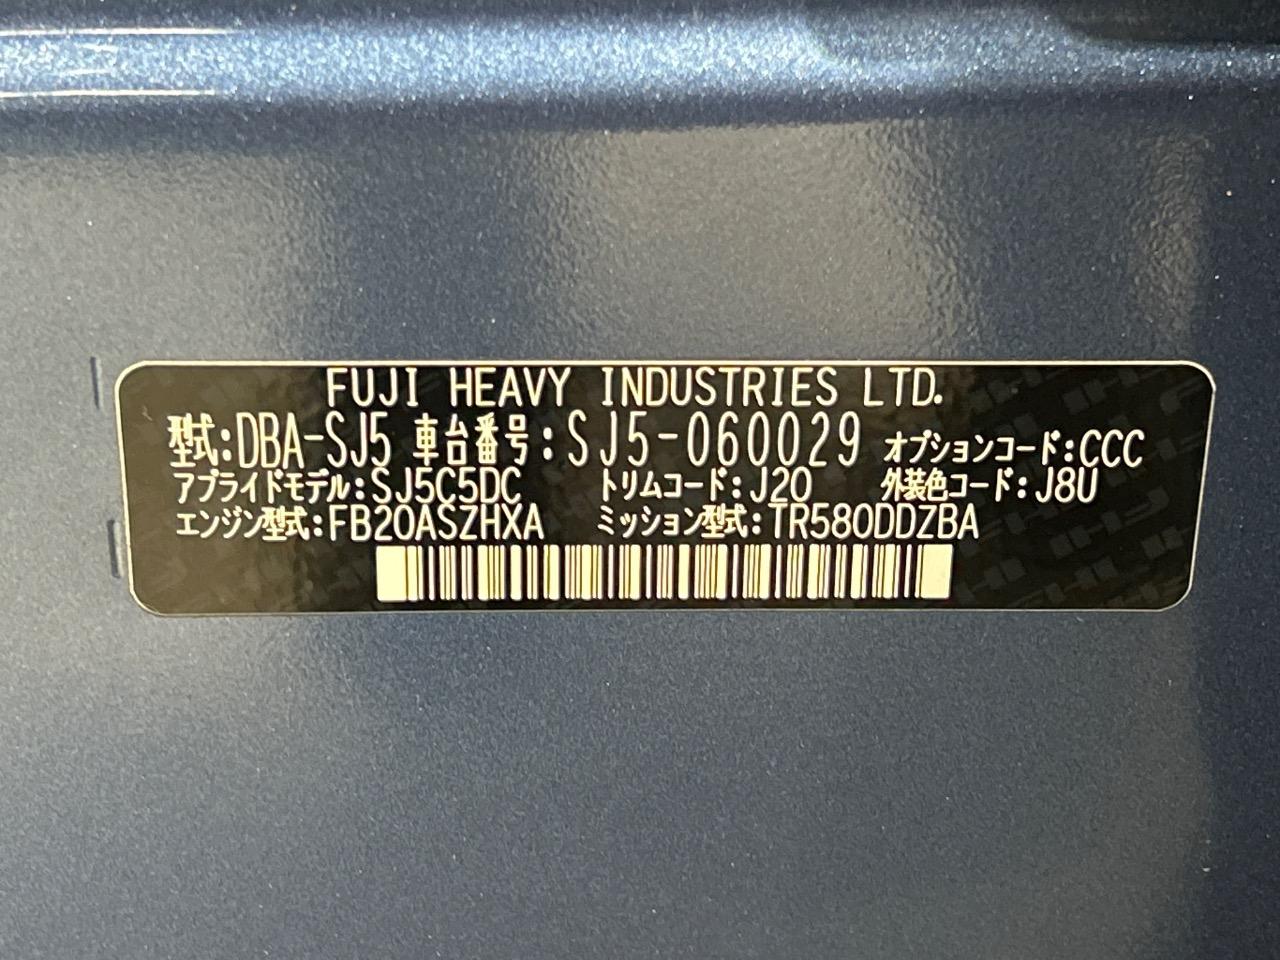 FUJI HEAVY INDUSTRIES LTD.
型式:DBA-SJ5 車台番号:SJ5-060029 オプションコード:CCC
アプライドモデル:SJ5C5DC トリムコード:J20 外装色コード:J8U
エンジン型式:FB20ASZHXA ミッション型式:TR580DDZBA